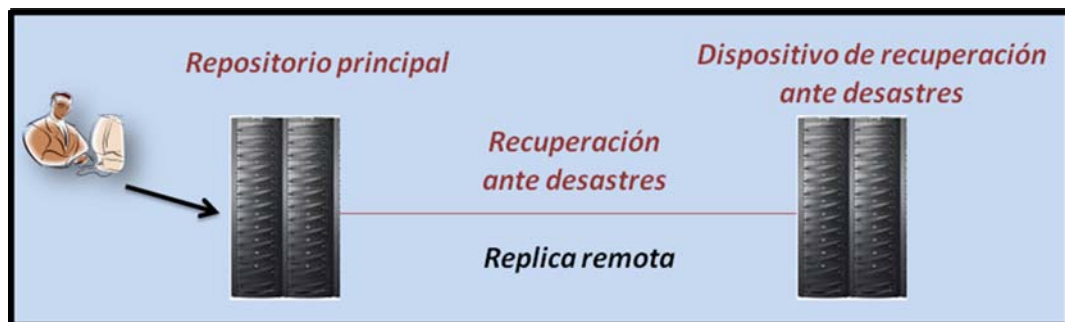 Repositorio principal
Dispositivo de recuperación
ante desastres
Recuperación
ante desastres
Replica remota